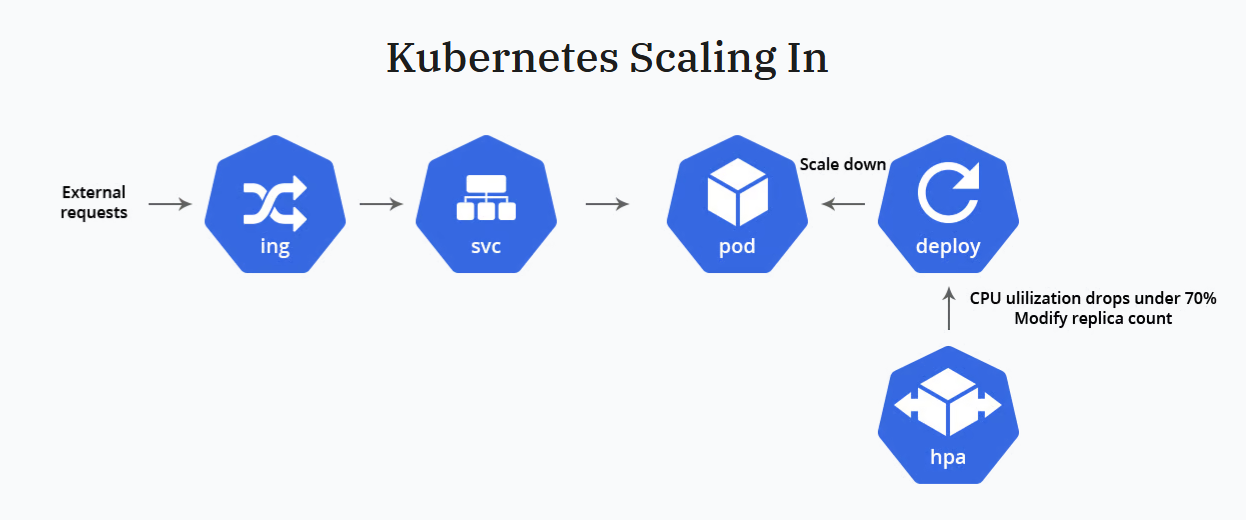 Kubernetes Scaling In
External
requests
ing
svc
pod
Scale down
deploy
CPU ulilization drops under 70%
Modify replica count
hpa